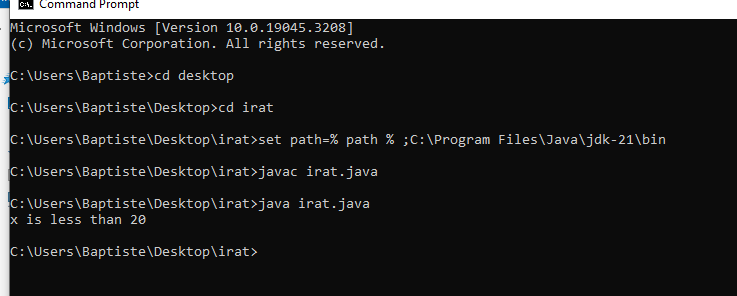 Command Prompt
Microsoft Windows [Version 10.0.19045.3208]
(c) Microsoft Corporation. All rights reserved.
C:\Users\Baptiste>cd desktop
C:\Users\Baptiste\Desktop>cd irat
C:\Users\Baptiste\Desktop\irat>set path=% path % ;C:\Program Files\Java\jdk-21\bin
C:\Users\Baptiste\Desktop\irat>javac irat.java
C:\Users\Baptiste\Desktop\irat>java irat.java
x is less than 20
C:\Users\Baptiste\Desktop\irat>